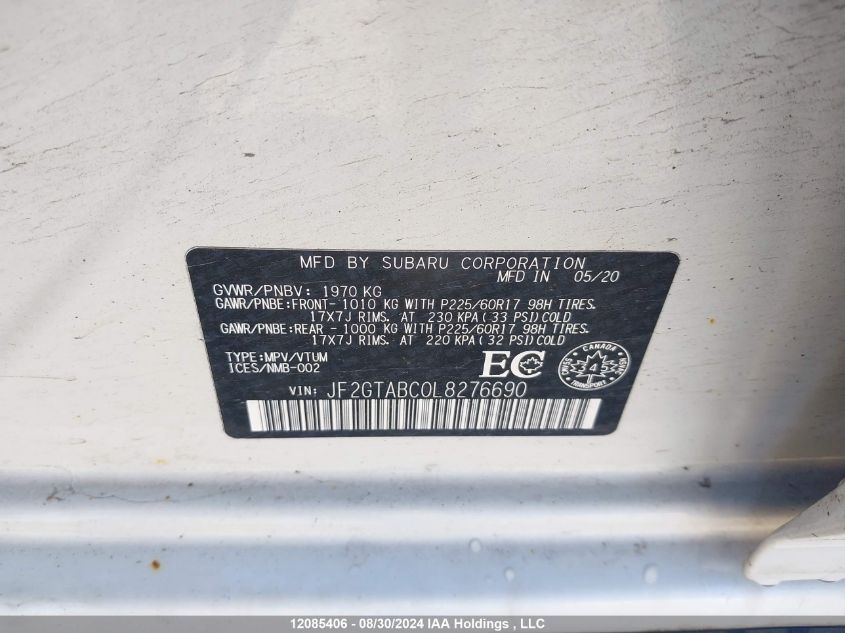 MFD BY SUBARU CORPORATION
MFD IN 05/20
GVWR/PNBV: 1970 KG
GAWR/PNBE:FRONT- 1010 KG WITH P225/60R17 98H TIRES.
17X7J RIMS. AT 230 KPA (33 PSI)COLD
GAWR/PNBE:REAR - 1000 KG WITH P225/60R17 98H TIRES.
17X7J RIMS. AT 220 KPA (32 PSI)COLD
TYPE:MPV/VTUM
ICES/NMB-002
EC
CANADA
45
TRANSPORT
VIN: JF2GTABC0L8276690
12085406 - 08/30/2024 IAA Holdings , LLC